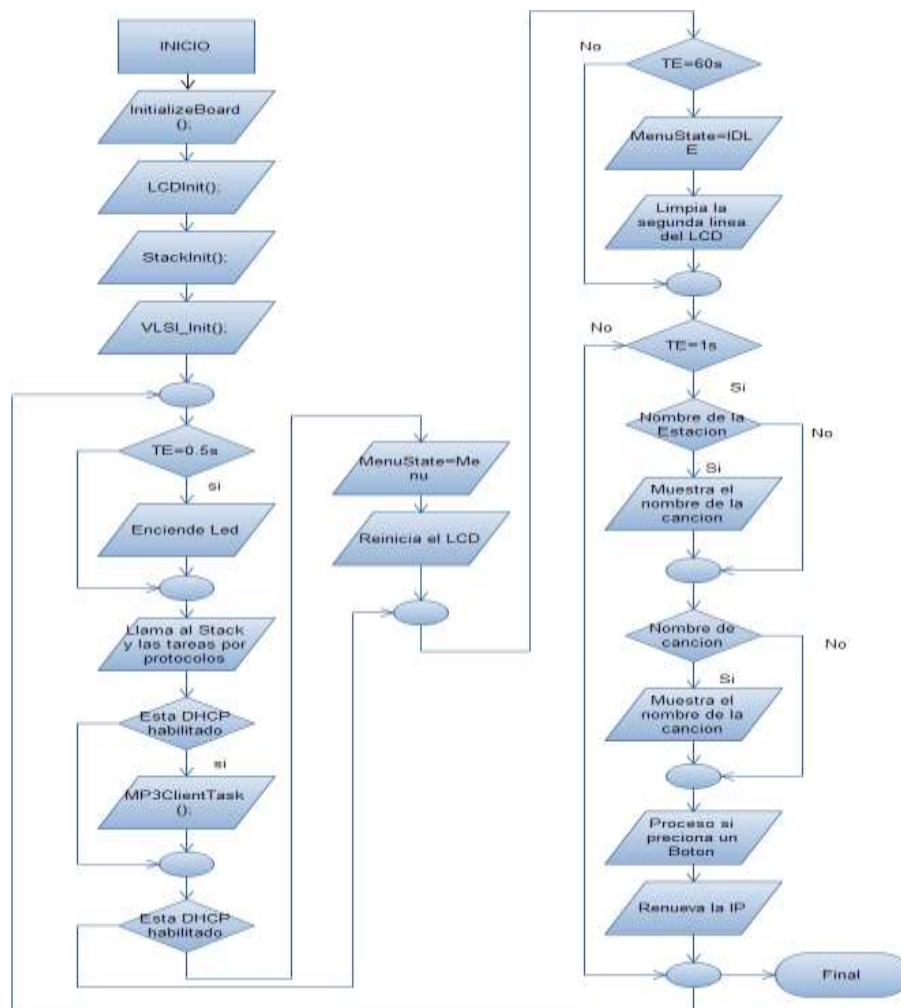 INICIO
InitializeBoard
();
LCDInit();
StackInit();
VLSI_Init();
TE=0.5s
si
Enciende Led
Llama al Stack
y las tareas por
protocolos
Esta DHCP
habilitado
si
MP3ClientTask
();
Esta DHCP
habilitado
MenuState=Me
nu
Reinicia el LCD
No
TE=60s
MenuState=IDL
E
Limpia la
segunda linea
del LCD
No
TE=1s
Si
Nombre de la
Estacion
No
Si
Muestra el
nombre de la
cancion
Nombre de
cancion
No
Si
Muestra el
nombre de la
cancion
Proceso si
preciona un
Boton
Renueva la IP
Final